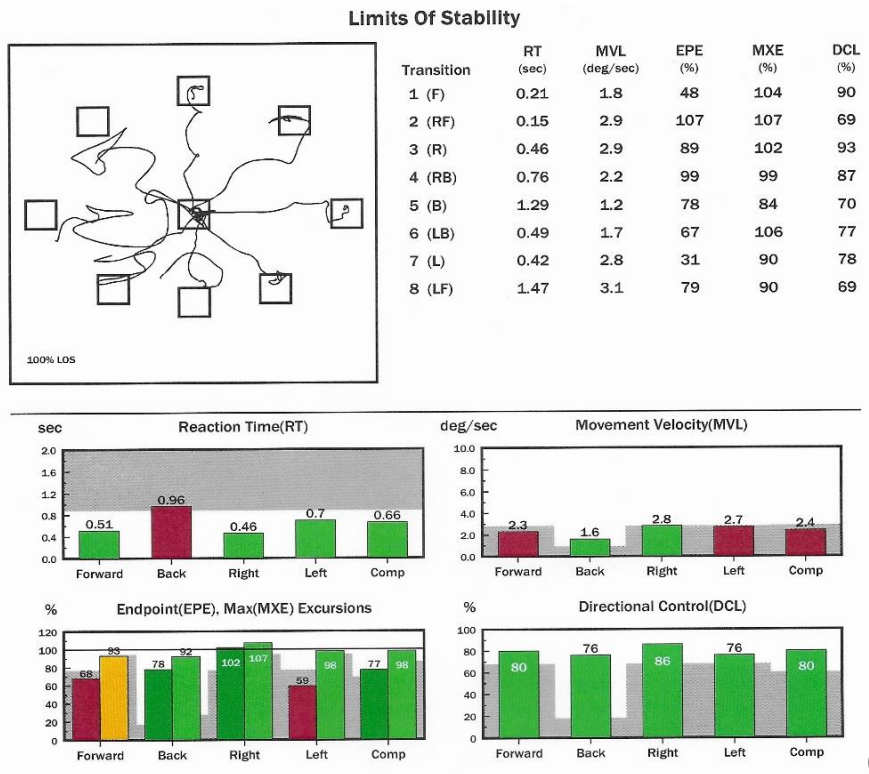 Limits Of Stability
RT MVL EPE MXE DCL
Transition (sec) (deg/sec) (%) (%) (%)
1 (F) 0.21 1.8 48 104 90
2 (RF) 0.15 2.9 107 107 69
3 (R) 0.46 2.9 89 102 93
4 (RB) 0.76 2.2 99 99 87
5 (B) 1.29 1.2 78 84 70
6 (LB) 0.49 1.7 67 106 77
7 (L) 0.42 2.8 31 90 78
8 (LF) 1.47 3.1 79 90 69
100% LOS
sec Reaction Time(RT)
2.0
1.6
1.2
0.8
0.4
0.0
0.51 0.96 0.46 0.7 0.66
Forward Back Right Left Comp
deg/sec Movement Velocity(MVL)
10.0
8.0
6.0
4.0
2.0
0.0
2.3 1.6 2.8 2.7 2.4
Forward Back Right Left Comp
% Endpoint(EPE), Max(MXE) Excursions
120
100
80
60
40
20
0
68 93 78 92 102 107 59 98 77 98
Forward Back Right Left Comp
% Directional Control(DCL)
100
80
60
40
20
0
80 76 86 76 80
Forward Back Right Left Comp